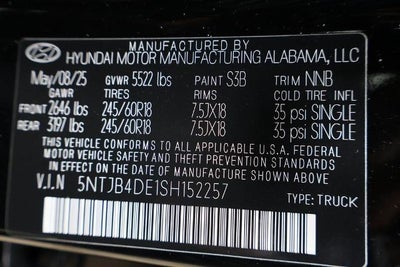 MANUFACTURED BY
HYUNDAI MOTOR MANUFACTURING ALABAMA, LLC
May/08/25 GVWR 5522 lbs PAINT S3B TRIM NNB
GAWR TIRES RIMS COLD TIRE INFL
FRONT 2646 lbs 245/60R18 7.5JX18 35 psi SINGLE
REAR 3197 lbs 245/60R18 7.5JX18 35 psi SINGLE
THIS VEHICLE CONFORMS TO ALL APPLICABLE U.S.A. FEDERAL
MOTOR VEHICLE SAFETY AND THEFT PREVENTION STANDARDS
IN EFFECT ON THE DATE OF MANUFACTURE SHOWN ABOVE
V.I.N 5NTJB4DE1SH152257
TYPE: TRUCK